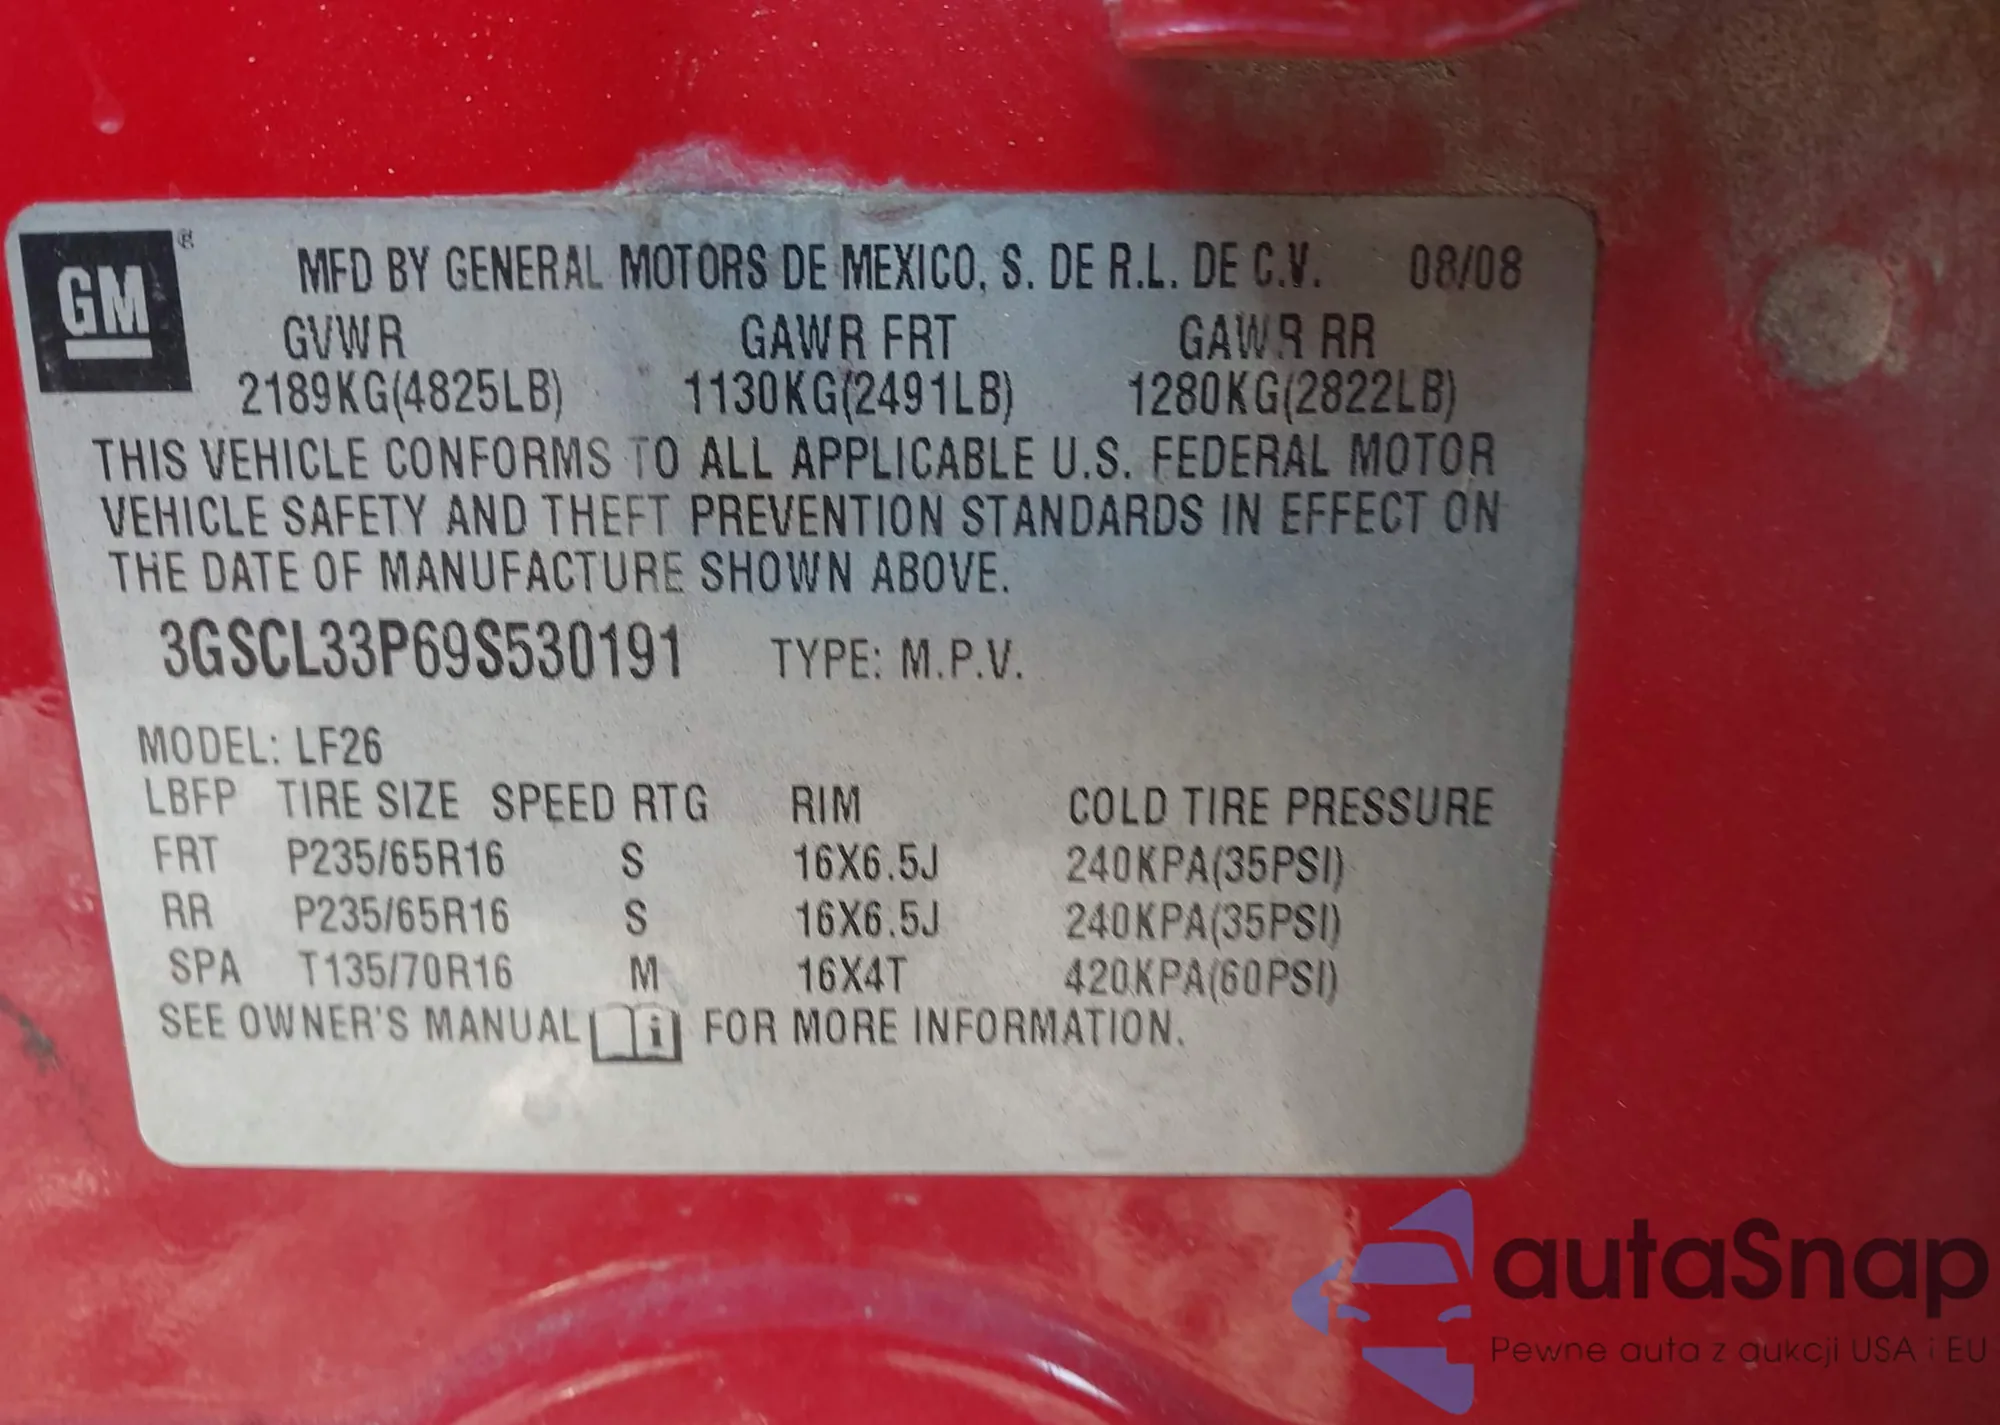 GM®
MFD BY GENERAL MOTORS DE MEXICO, S. DE R.L. DE C.V. 08/08
GVWR GAWR FRT GAWR RR
2189KG(4825LB) 1130KG(2491LB) 1280KG(2822LB)
THIS VEHICLE CONFORMS TO ALL APPLICABLE U.S. FEDERAL MOTOR
VEHICLE SAFETY AND THEFT PREVENTION STANDARDS IN EFFECT ON
THE DATE OF MANUFACTURE SHOWN ABOVE.
3GSCL33P69S530191 TYPE: M.P.V.
MODEL: LF26
LBFP TIRE SIZE SPEED RTG RIM COLD TIRE PRESSURE
FRT P235/65R16 S 16X6.5J 240KPA(35PSI)
RR P235/65R16 S 16X6.5J 240KPA(35PSI)
SPA T135/70R16 M 16X4T 420KPA(60PSI)
SEE OWNER'S MANUAL i FOR MORE INFORMATION.
autaSnap
Pewne auta z aukcji USA i EU